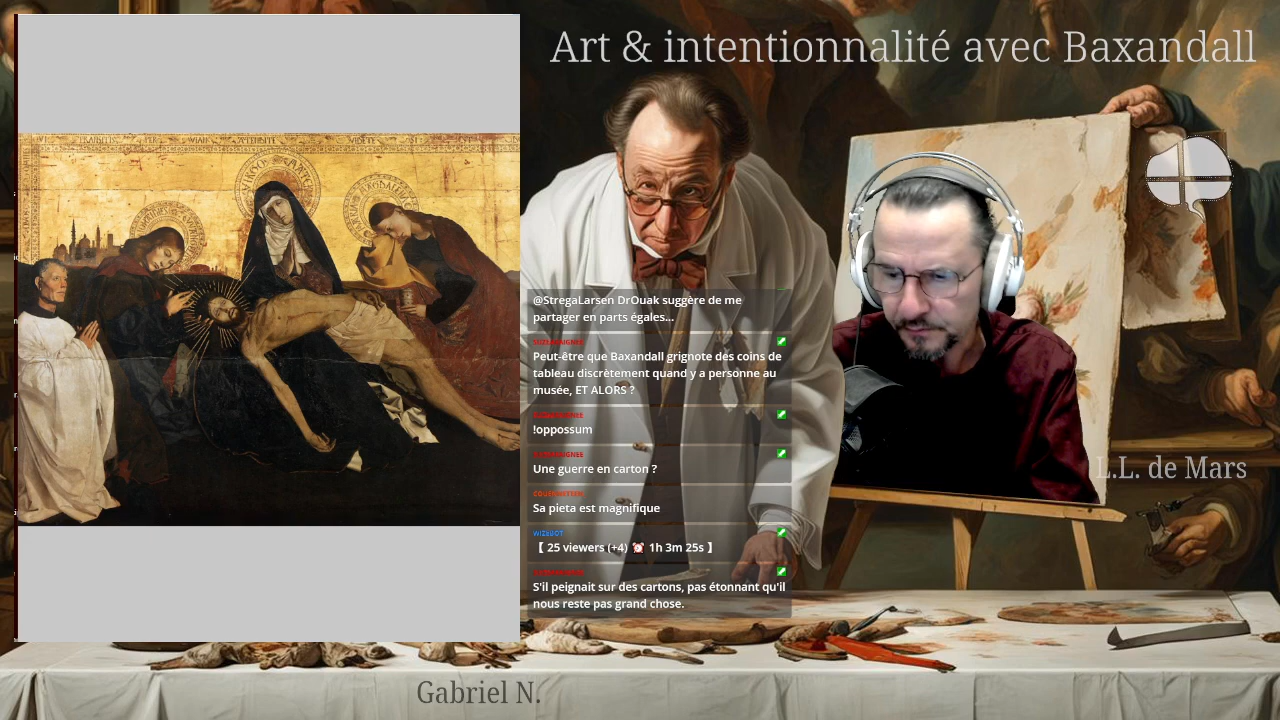 Art & intentionnalité avec Baxandall
@StregaLarsen DrOuak suggère de me
partager en parts égales...
Peut-être que Baxandall grignote des coins de
tableau discrètement quand y a personne au
musée, ET ALORS ?
!oppossum
Une guerre en carton ?
Sa pieta est magnifique
WIZEBOT
【 25 viewers (+4) ⏰ 1h 3m 25s 】
S'il peignait sur des cartons, pas étonnant qu'il
nous reste pas grand chose.
L.L. de Mars
Gabriel N.